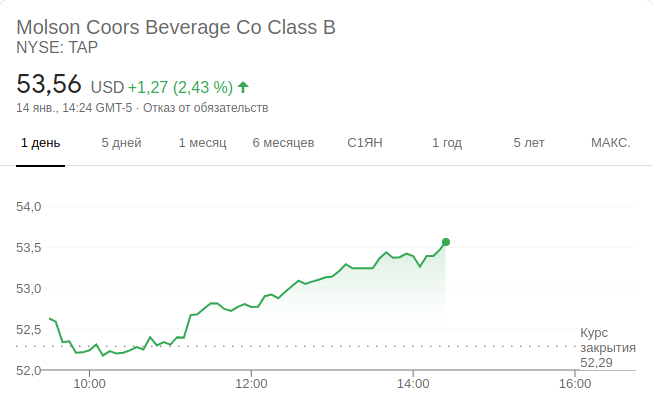 Molson Coors Beverage Co Class B
NYSE: TAP
53,56 USD +1,27 (2,43 %)
14 янв., 14:24 GMT-5 · Отказ от обязательств
1 день 5 дней 1 месяц 6 месяцев С1ЯН 1 год 5 лет МАКС.
54,0
53,5
53,0
52,5
52,0
Курс
закрытия
52,29
10:00 12:00 14:00 16:00